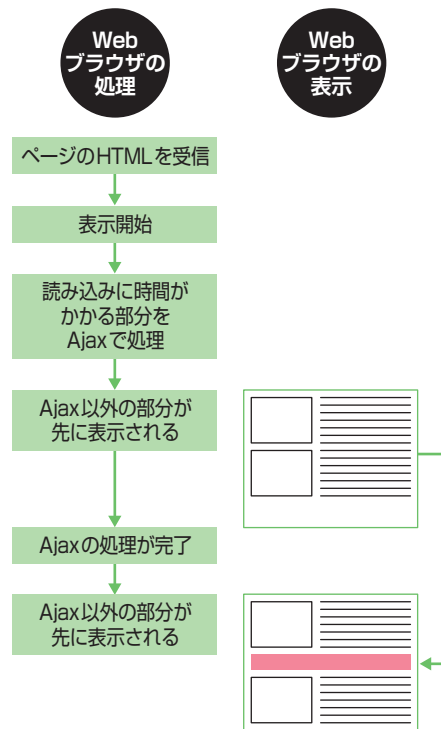 Web
ブラウザの
処理
Web
ブラウザの
表示
ページのHTMLを受信
表示開始
読み込みに時間が
かかる部分を
Ajaxで処理
Ajax以外の部分が
先に表示される
Ajaxの処理が完了
Ajax以外の部分が
先に表示される